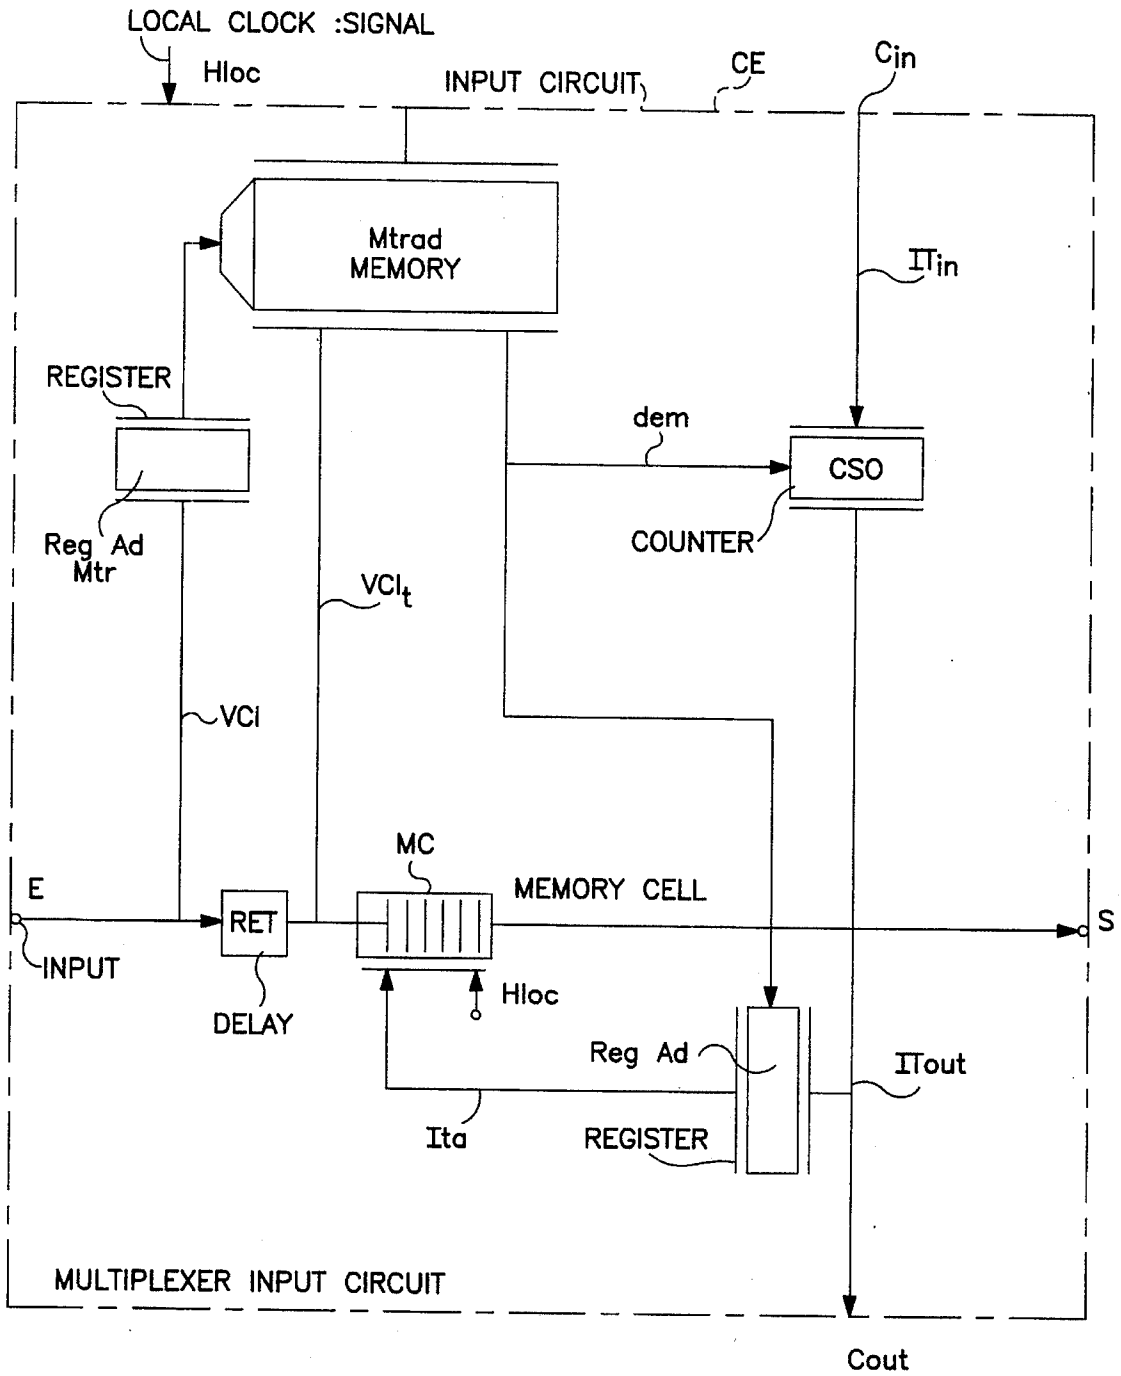 LOCAL CLOCK :SIGNAL
Hloc
INPUT CIRCUIT
CE
Cin
Mtrad
MEMORY
ITin
REGISTER
dem
CSO
COUNTER
Reg Ad
Mtr
VCIt
VCI
MC
MEMORY CELL
E
RET
S
INPUT
DELAY
Hloc
Reg Ad
ITout
Ita
REGISTER
MULTIPLEXER INPUT CIRCUIT
Cout